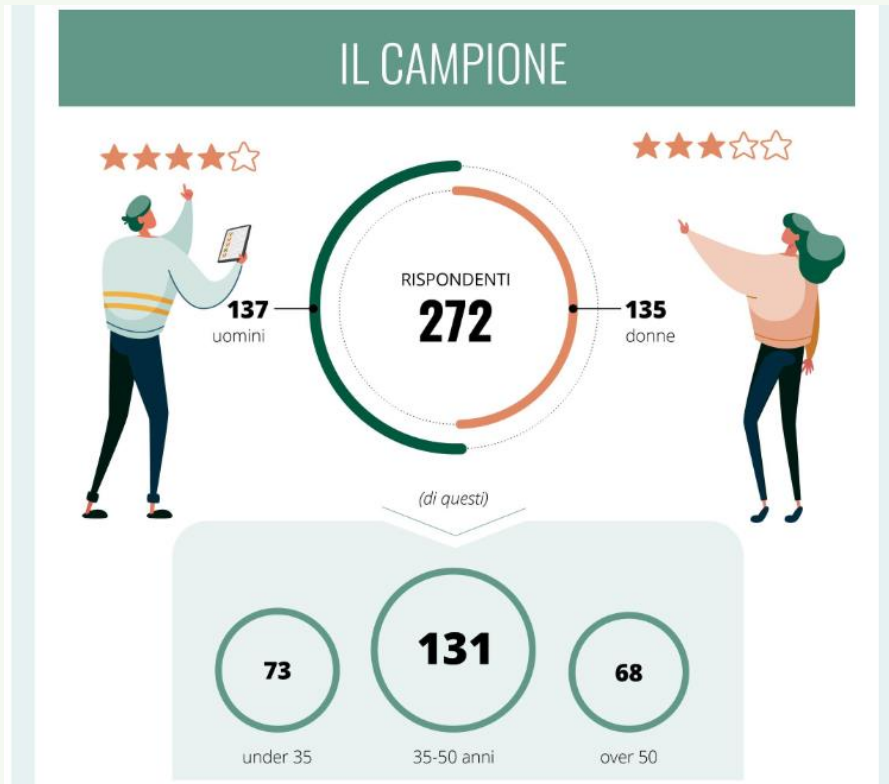 IL CAMPIONE
RISPONDENTI
272
137
uomini
135
donne
(di questi)
73
131
68
under 35
35-50 anni
over 50